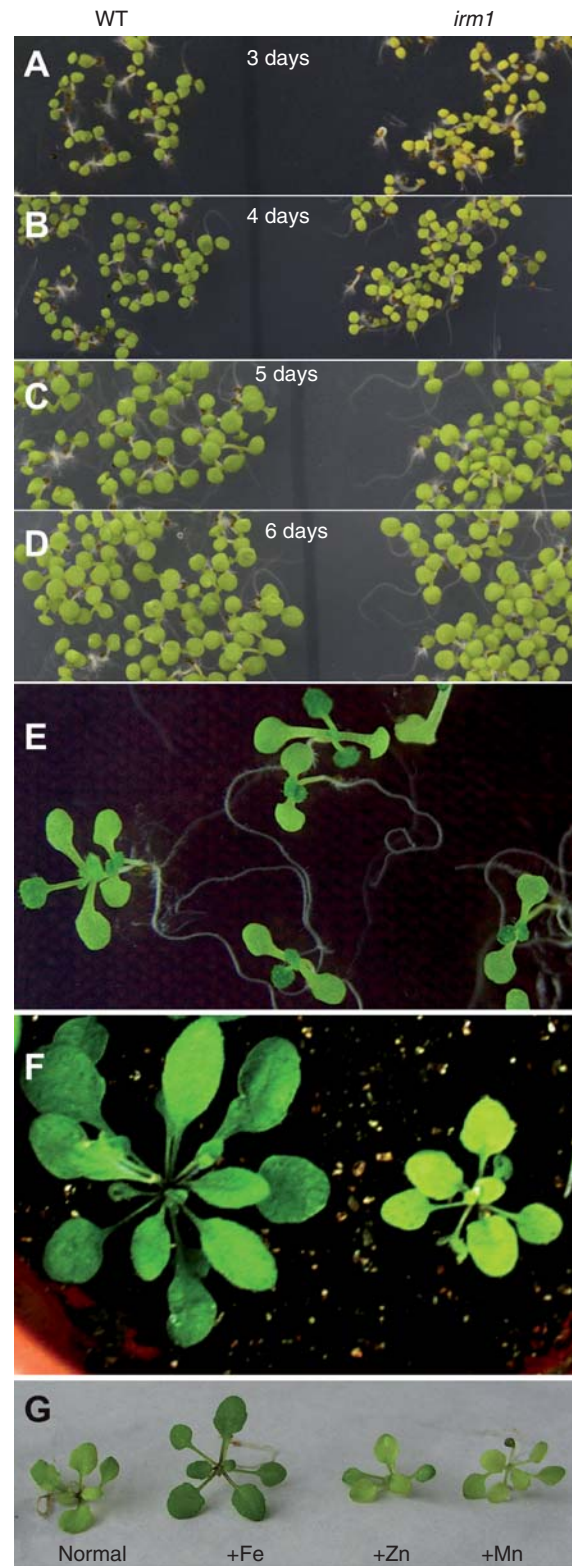 WT irm1
A 3 days
B 4 days
C 5 days
D 6 days
E
F
G
Normal +Fe +Zn +Mn